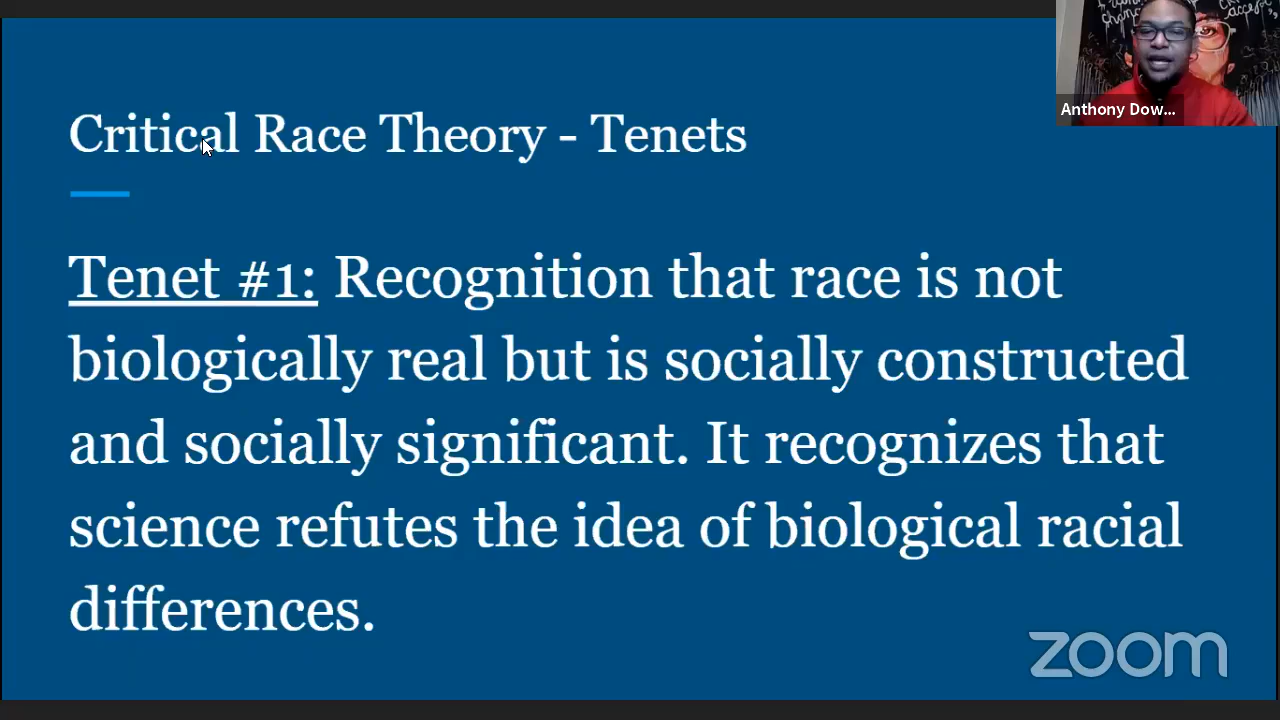 Critical Race Theory - Tenets
Tenet #1: Recognition that race is not
biologically real but is socially constructed
and socially significant. It recognizes that
science refutes the idea of biological racial
differences.
Anthony Dow...
accept
zoom